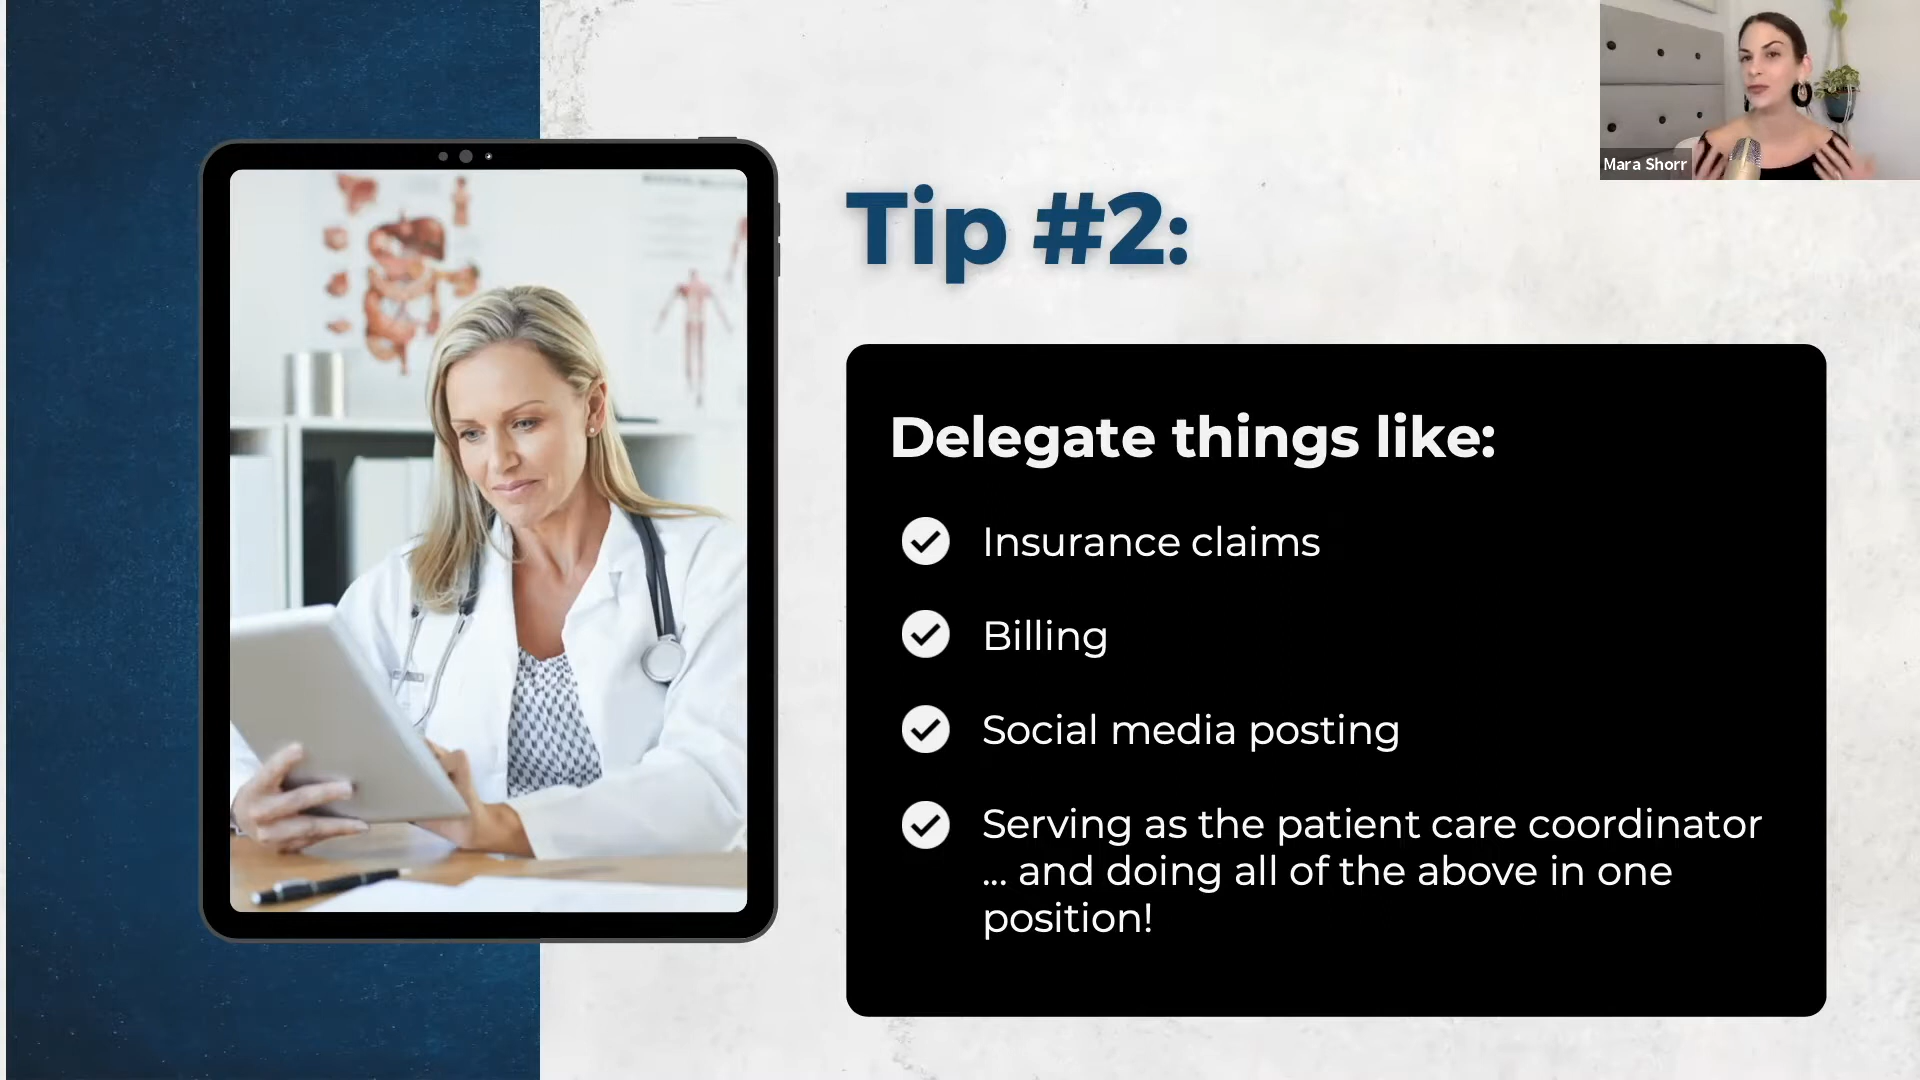 Mara Shorr
Tip #2:
Delegate things like:
Insurance claims
Billing
Social media posting
Serving as the patient care coordinator
... and doing all of the above in one
position!